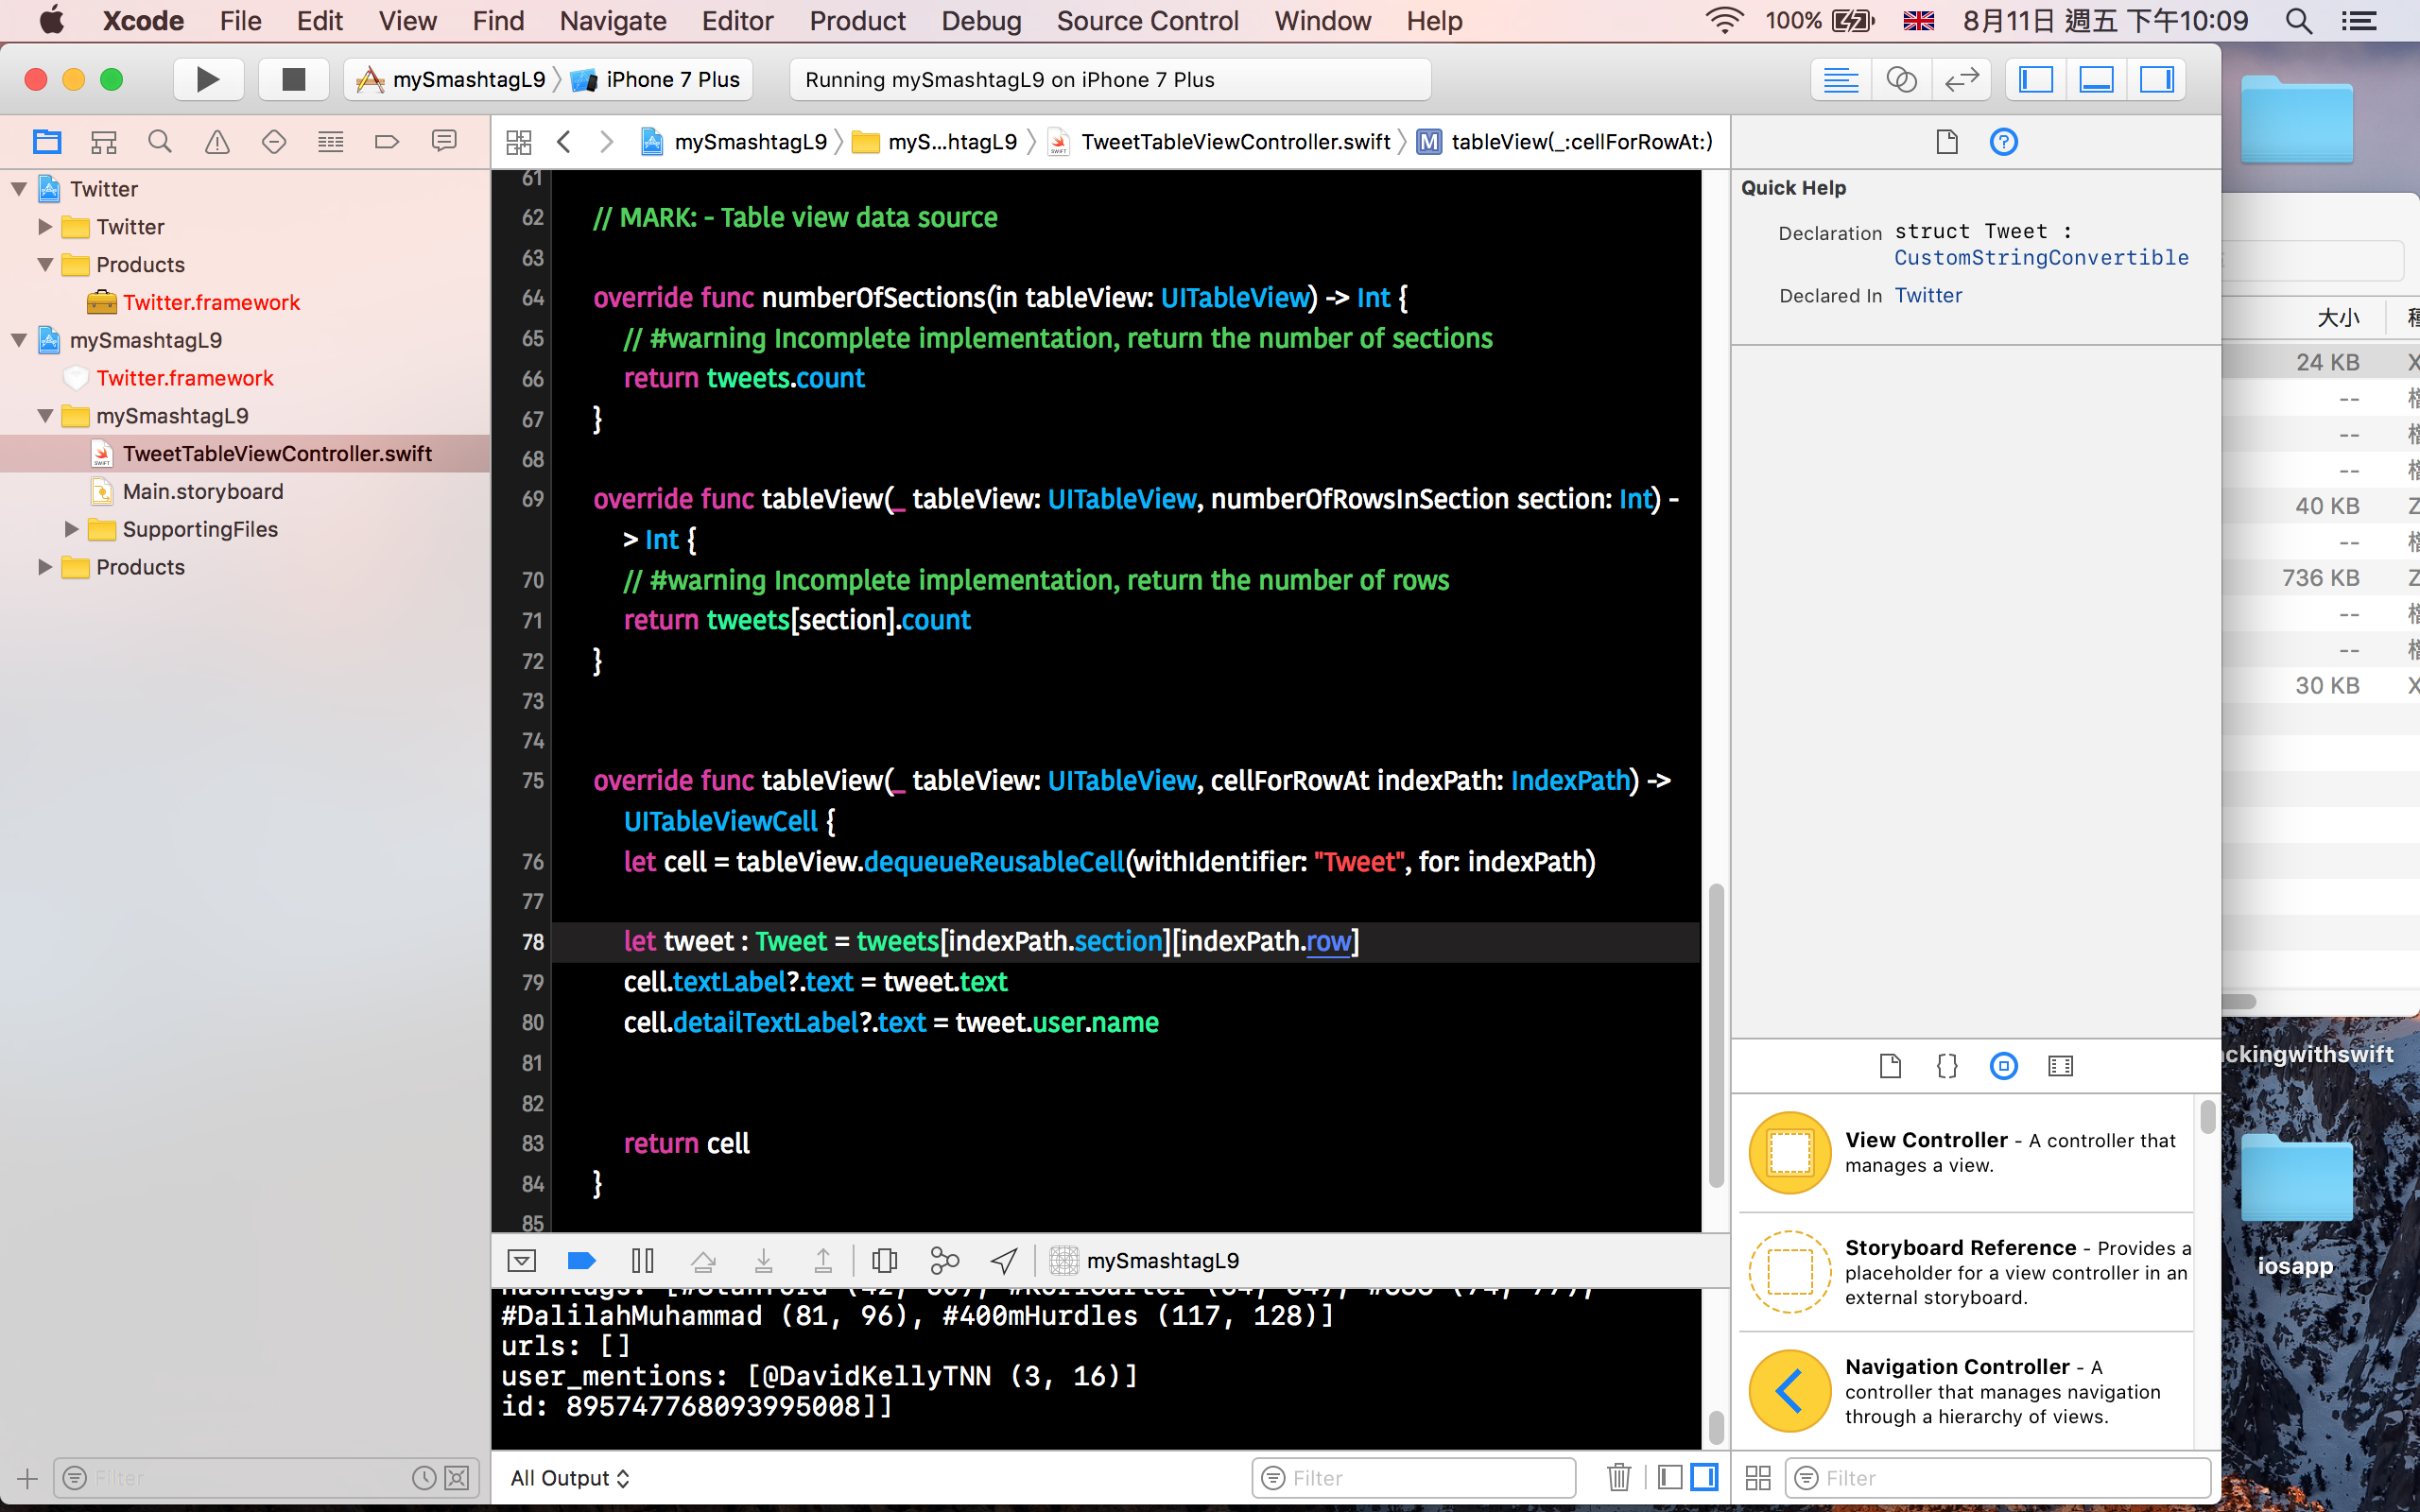 Xcode File Edit View Find Navigate Editor Product Debug Source Control Window Help 100% 8月11日 週五 下午10:09
mySmashtagL9 iPhone 7 Plus Running mySmashtagL9 on iPhone 7 Plus
mySmashtagL9 myS...htagL9 TweetTableViewController.swift M tableView(_:cellForRowAt:)
Twitter
Twitter
Products
Twitter.framework
mySmashtagL9
Twitter.framework
mySmashtagL9
TweetTableViewController.swift
Main.storyboard
SupportingFiles
Products
Filter
61
62 // MARK: - Table view data source
63
64 override func numberOfSections(in tableView: UITableView) -> Int {
65 // #warning Incomplete implementation, return the number of sections
66 return tweets.count
67 }
68
69 override func tableView(_ tableView: UITableView, numberOfRowsInSection section: Int) -
> Int {
70 // #warning Incomplete implementation, return the number of rows
71 return tweets[section].count
72 }
73
74
75 override func tableView(_ tableView: UITableView, cellForRowAt indexPath: IndexPath) ->
UITableViewCell {
76 let cell = tableView.dequeueReusableCell(withIdentifier: "Tweet", for: indexPath)
77
78 let tweet : Tweet = tweets[indexPath.section][indexPath.row]
79 cell.textLabel?.text = tweet.text
80 cell.detailTextLabel?.text = tweet.user.name
81
82
83 return cell
84 }
85
mySmashtagL9
#DalilahMuhammad (81, 96), #400mHurdles (117, 128)]
urls: []
user_mentions: [@DavidKellyTNN (3, 16)]
id: 895747768093995008]]
All Output
Filter
Quick Help
Declaration struct Tweet :
CustomStringConvertible
Declared In Twitter
View Controller - A controller that
manages a view.
Storyboard Reference - Provides a
placeholder for a view controller in an
external storyboard.
Navigation Controller - A
controller that manages navigation
through a hierarchy of views.
Filter
大小
24 KB
--
--
--
40 KB
--
736 KB
--
--
30 KB
ckingwithswift
iosapp